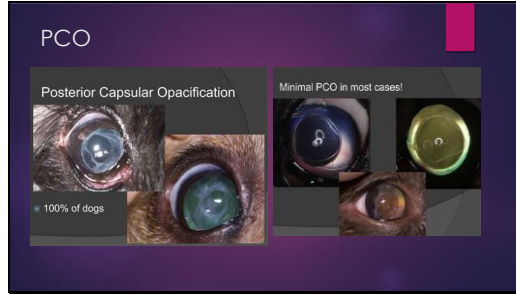 PCO
Posterior Capsular Opacification
100% of dogs
Minimal PCO in most cases!